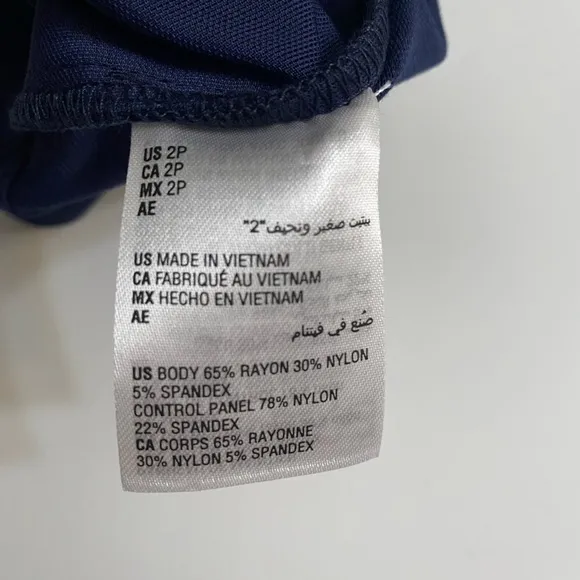 US 2P
CA 2P
MX 2P
AE
بيتيت صغير ونحيف"2"
US MADE IN VIETNAM
CA FABRIQUÉ AU VIETNAM
MX HECHO EN VIETNAM
AE
صُنع في فيتنام
US BODY 65% RAYON 30% NYLON
5% SPANDEX
CONTROL PANEL 78% NYLON
22% SPANDEX
CA CORPS 65% RAYONNE
30% NYLON 5% SPANDEX